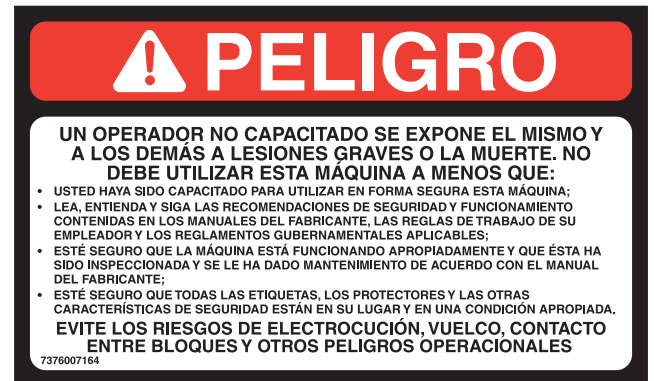 PELIGRO
UN OPERADOR NO CAPACITADO SE EXPONE EL MISMO Y
A LOS DEMÁS A LESIONES GRAVES O LA MUERTE. NO
DEBE UTILIZAR ESTA MÁQUINA A MENOS QUE:
• USTED HAYA SIDO CAPACITADO PARA UTILIZAR EN FORMA SEGURA ESTA MÁQUINA;
• LEA, ENTIENDA Y SIGA LAS RECOMENDACIONES DE SEGURIDAD Y FUNCIONAMIENTO
CONTENIDAS EN LOS MANUALES DEL FABRICANTE, LAS REGLAS DE TRABAJO DE SU
EMPLEADOR Y LOS REGLAMENTOS GUBERNAMENTALES APLICABLES;
• ESTÉ SEGURO QUE LA MÁQUINA ESTÁ FUNCIONANDO APROPIADAMENTE Y QUE ÉSTA HA
SIDO INSPECCIONADA Y SE LE HA DADO MANTENIMIENTO DE ACUERDO CON EL MANUAL
DEL FABRICANTE;
• ESTÉ SEGURO QUE TODAS LAS ETIQUETAS, LOS PROTECTORES Y LAS OTRAS
CARACTERÍSTICAS DE SEGURIDAD ESTÁN EN SU LUGAR Y EN UNA CONDICIÓN APROPIADA.
EVITE LOS RIESGOS DE ELECTROCUCIÓN, VUELCO, CONTACTO
ENTRE BLOQUES Y OTROS PELIGROS OPERACIONALES
7376007164